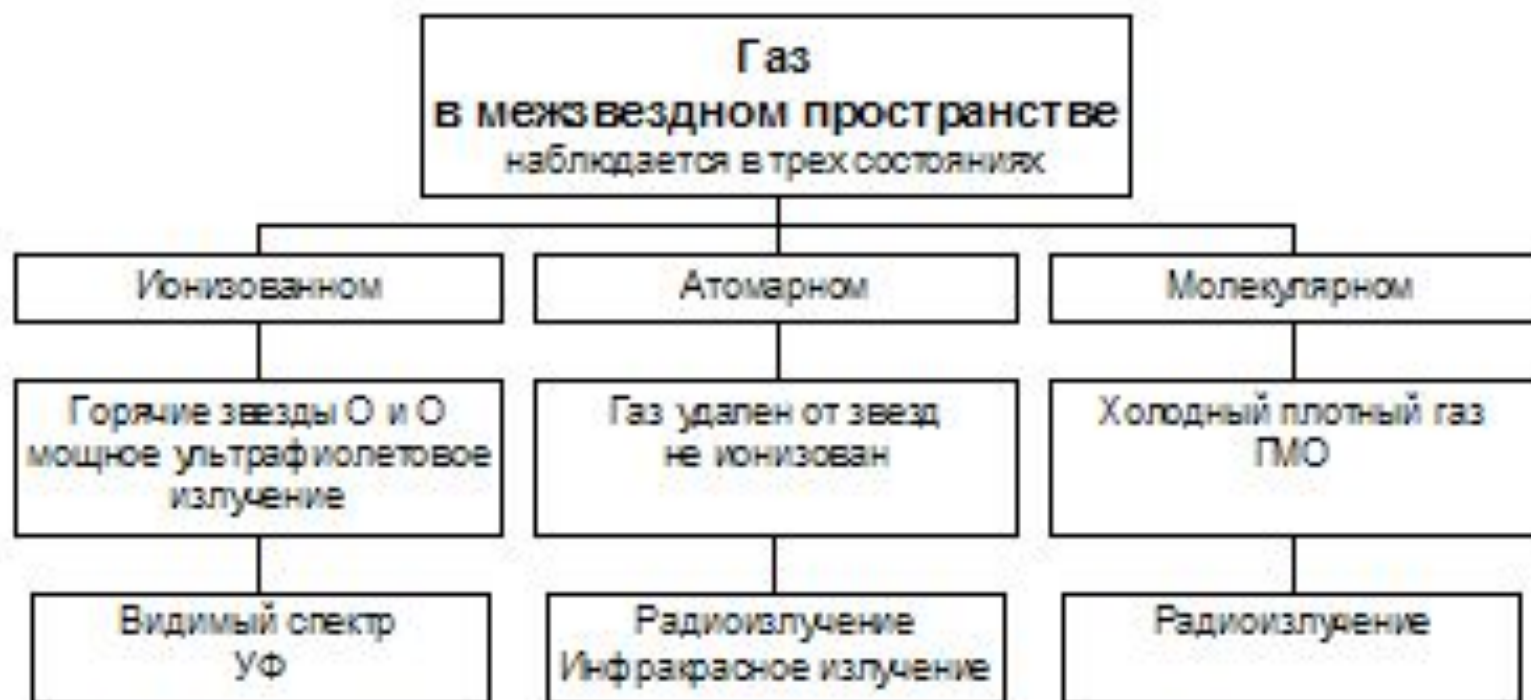 Газ
в межзвездном пространстве
наблюдается в трех состояниях
Ионизованном
Атомарном
Молекулярном
Горячие звезды О и О
мощное ультрафиолетовое
излучение
Газ удален от звезд
не ионизован
Холодный плотный газ
ГМО
Видимый спектр
УФ
Радиоизлучение
Инфракрасное излучение
Радиоизлучение